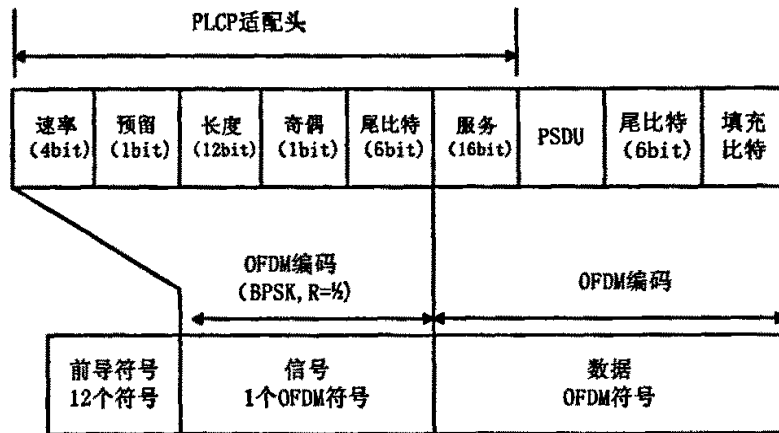 PLCP适配头
速率
(4bit)
预留
(1bit)
长度
(12bit)
奇偶
(1bit)
尾比特
(6bit)
服务
(16bit)
PSDU
尾比特
(6bit)
填充
比特
OFDM编码
(BPSK,R=½)
OFDM编码
前导符号
12个符号
信号
1个OFDM符号
数据
OFDM符号